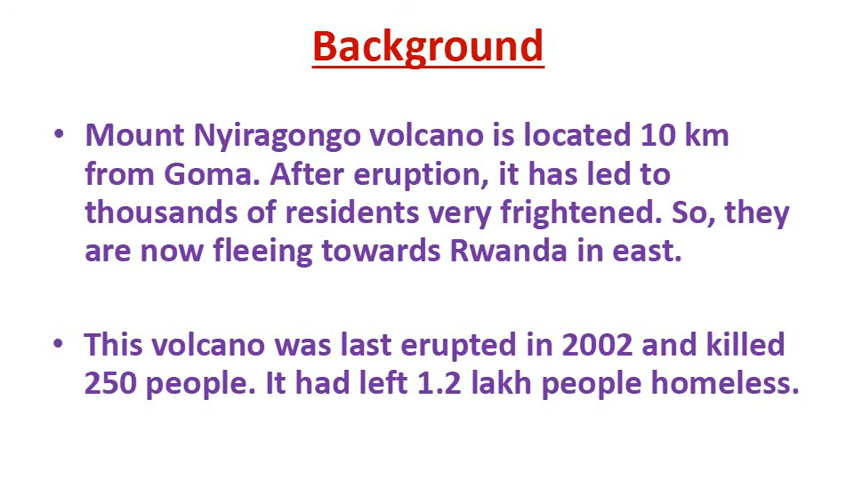 Background
• Mount Nyiragongo volcano is located 10 km
from Goma. After eruption, it has led to
thousands of residents very frightened. So, they
are now fleeing towards Rwanda in east.
• This volcano was last erupted in 2002 and killed
250 people. It had left 1.2 lakh people homeless.